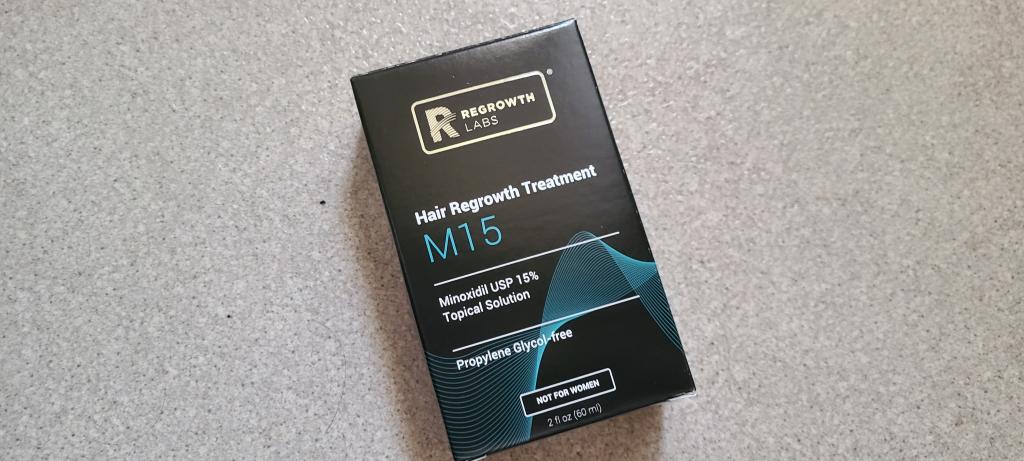 REGROWTH
LABS
®
Hair Regrowth Treatment
M15
Minoxidil USP 15%
Topical Solution
Propylene Glycol-free
NOT FOR WOMEN
2 fl oz (60 ml)